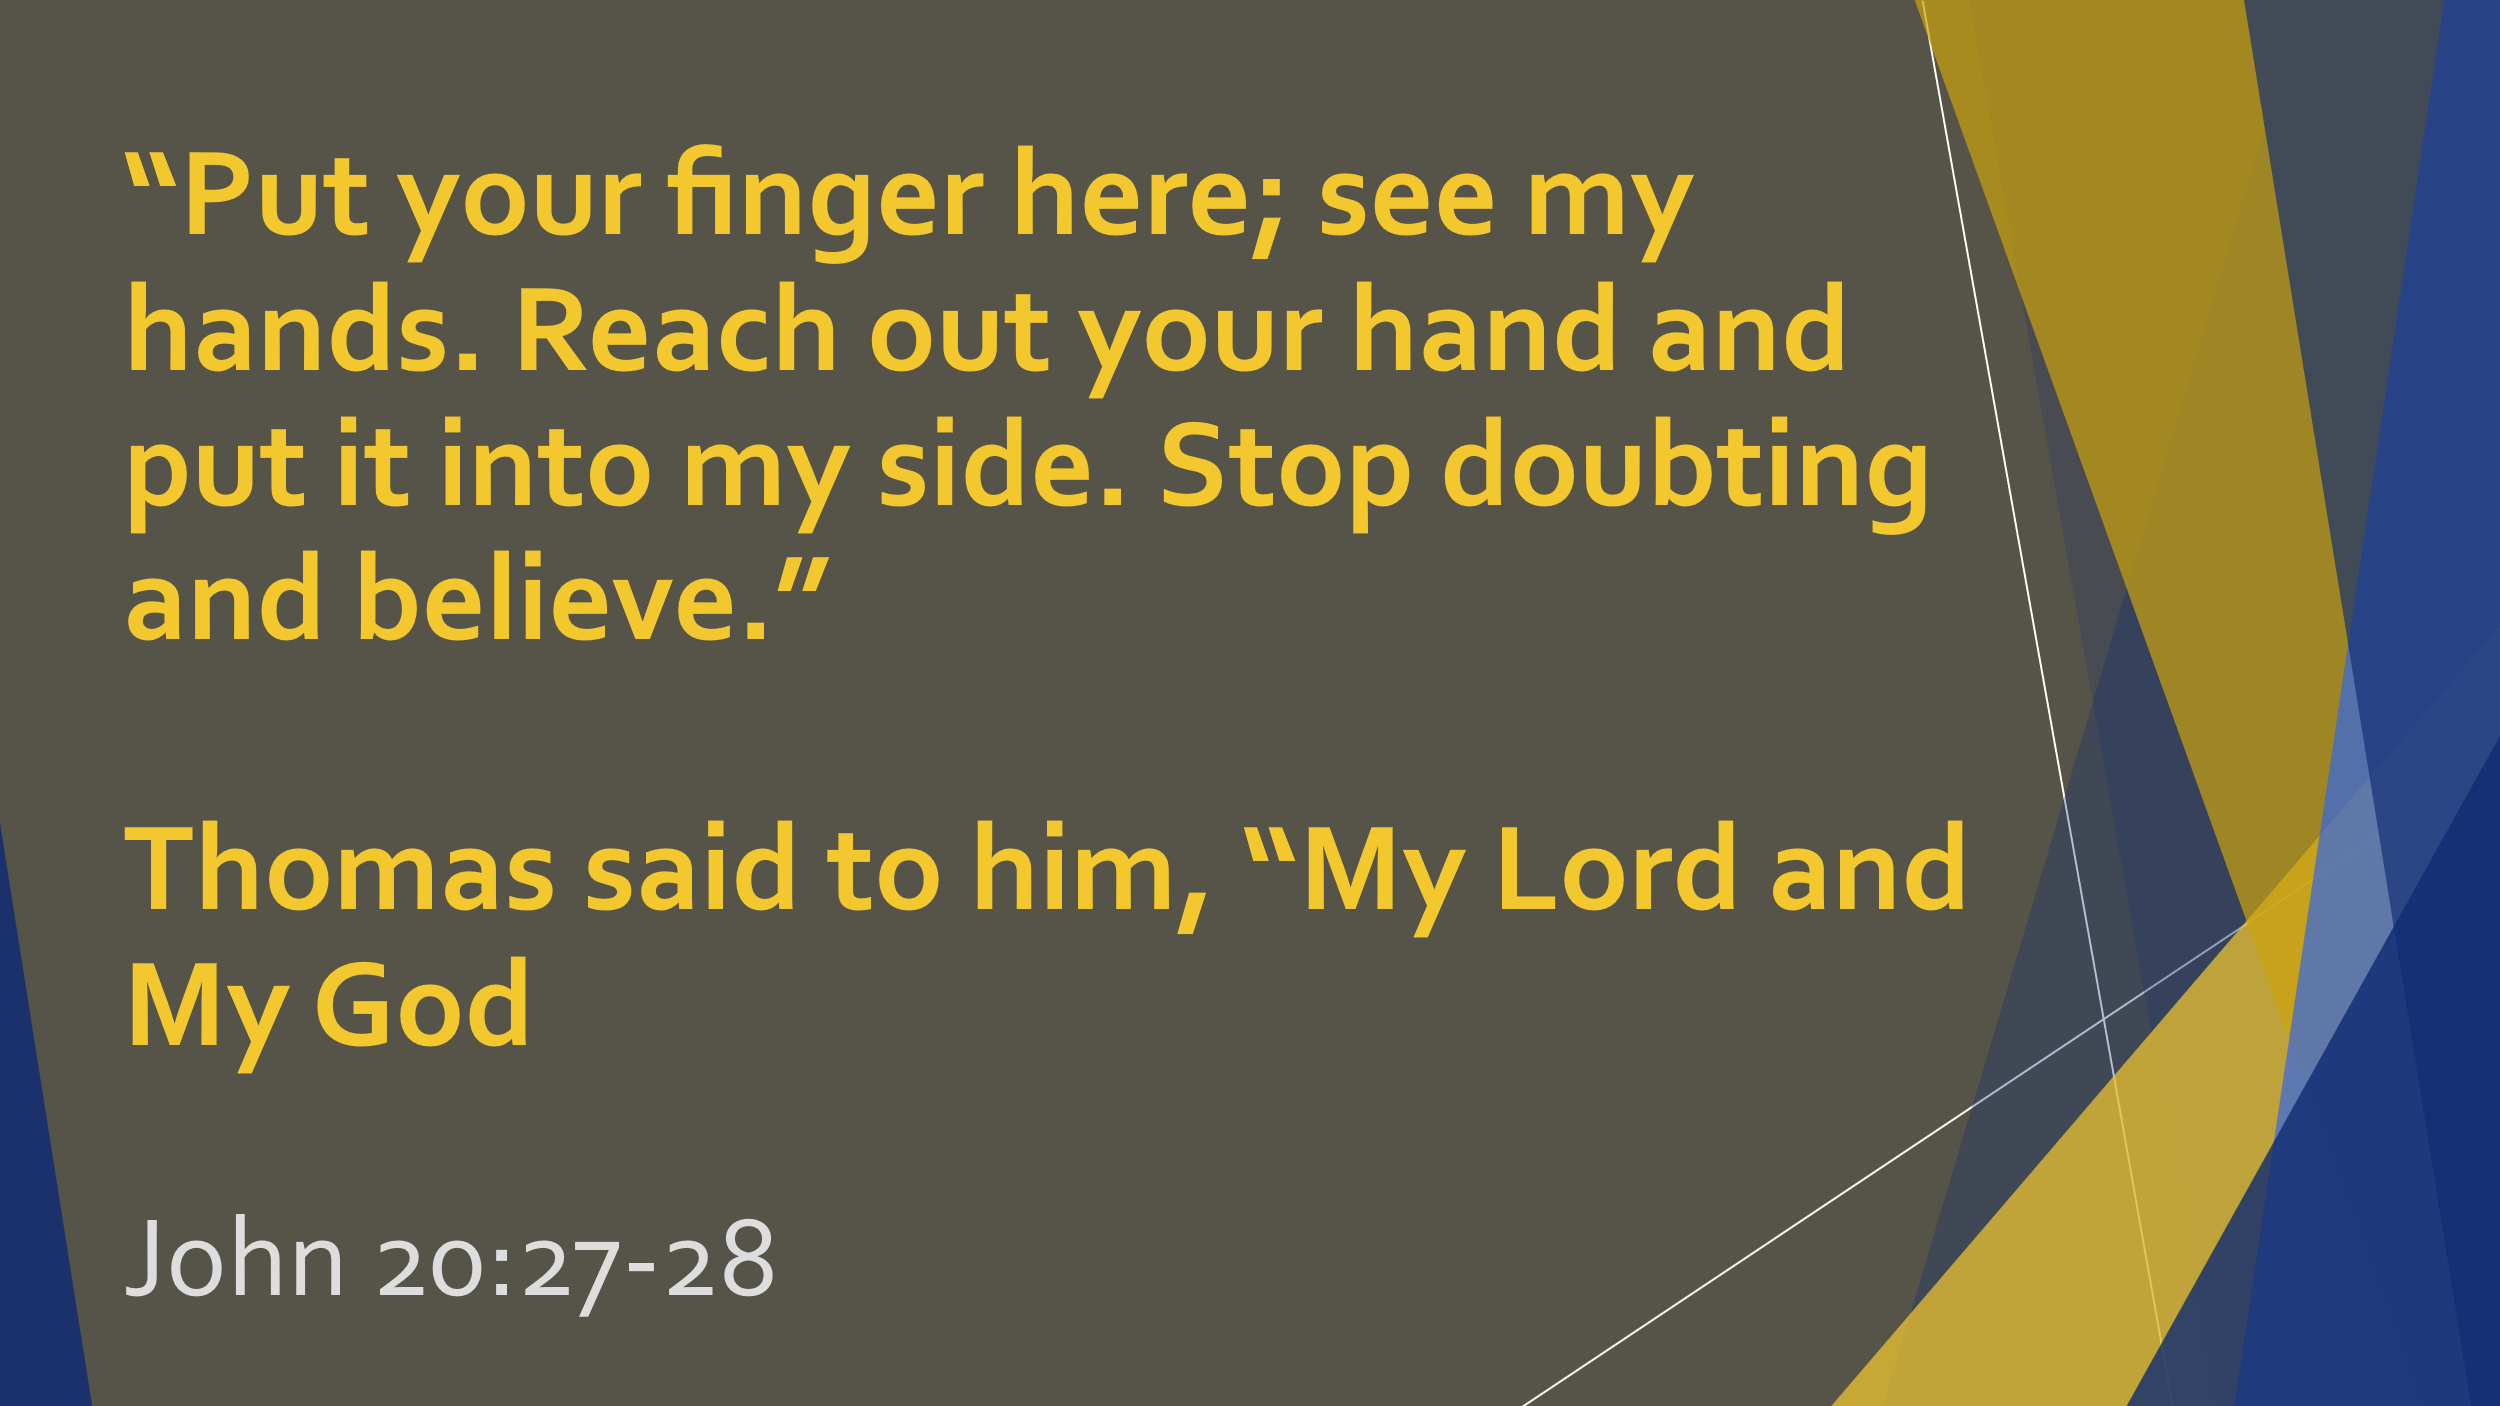 “Put your finger here; see my
hands. Reach out your hand and
put it into my side. Stop doubting
and believe.”
Thomas said to him, “My Lord and
My God
John 20:27-28